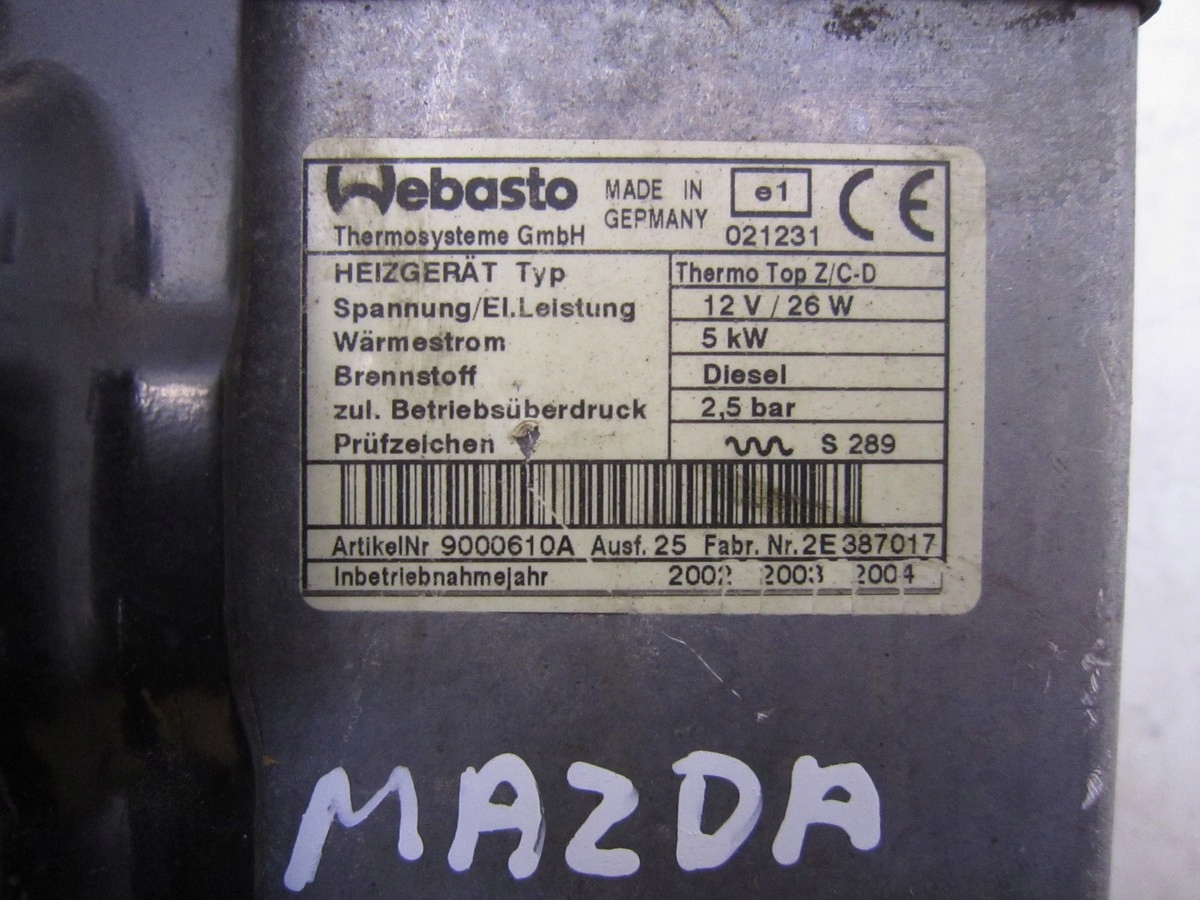 Webasto
Thermosysteme GmbH
MADE IN
GERMANY
e1
021231
CE
HEIZGERÄT Typ Thermo Top Z/C-D
Spannung/El.Leistung 12 V / 26 W
Wärmestrom 5 kW
Brennstoff Diesel
zul. Betriebsüberdruck 2,5 bar
Prüfzeichen S 289
ArtikelNr 9000610A Ausf. 25 Fabr. Nr. 2E387017
Inbetriebnahmejahr 2002 2003 2004
MAZDA